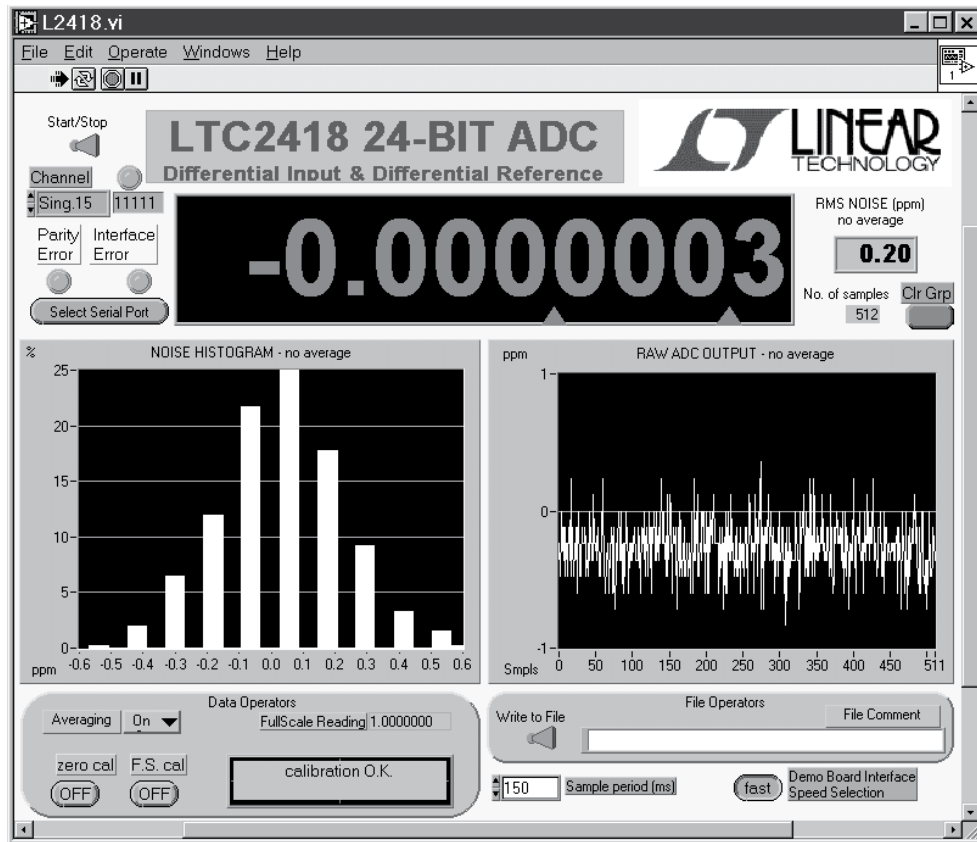 L2418.vi
File Edit Operate Windows Help
1
Start/Stop
LTC2418 24-BIT ADC
Differential Input & Differential Reference
LINEAR
TECHNOLOGY
Channel
Sing.15 11111
Parity Error
Interface Error
Select Serial Port
-0.0000003
RMS NOISE (ppm)
no average
0.20
No. of samples
512
Clr Grp
% NOISE HISTOGRAM - no average
25
20
15
10
5
0
ppm -0.6 -0.5 -0.4 -0.3 -0.2 -0.1 0.0 0.1 0.2 0.3 0.4 0.5 0.6
ppm RAW ADC OUTPUT - no average
1
0
-1
Smpls 0 50 100 150 200 250 300 350 400 450 511
Data Operators
Averaging On
FullScale Reading 1.0000000
zero cal F.S. cal
OFF OFF
calibration O.K.
File Operators
Write to File
File Comment
150 Sample period (ms)
fast
Demo Board Interface
Speed Selection